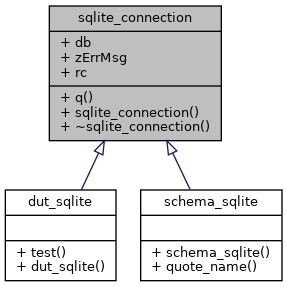 sqlite_connection
+ db
+ zErrMsg
+ rc
+ q()
+ sqlite_connection()
+ ~sqlite_connection()
dut_sqlite
+ test()
+ dut_sqlite()
schema_sqlite
+ schema_sqlite()
+ quote_name()